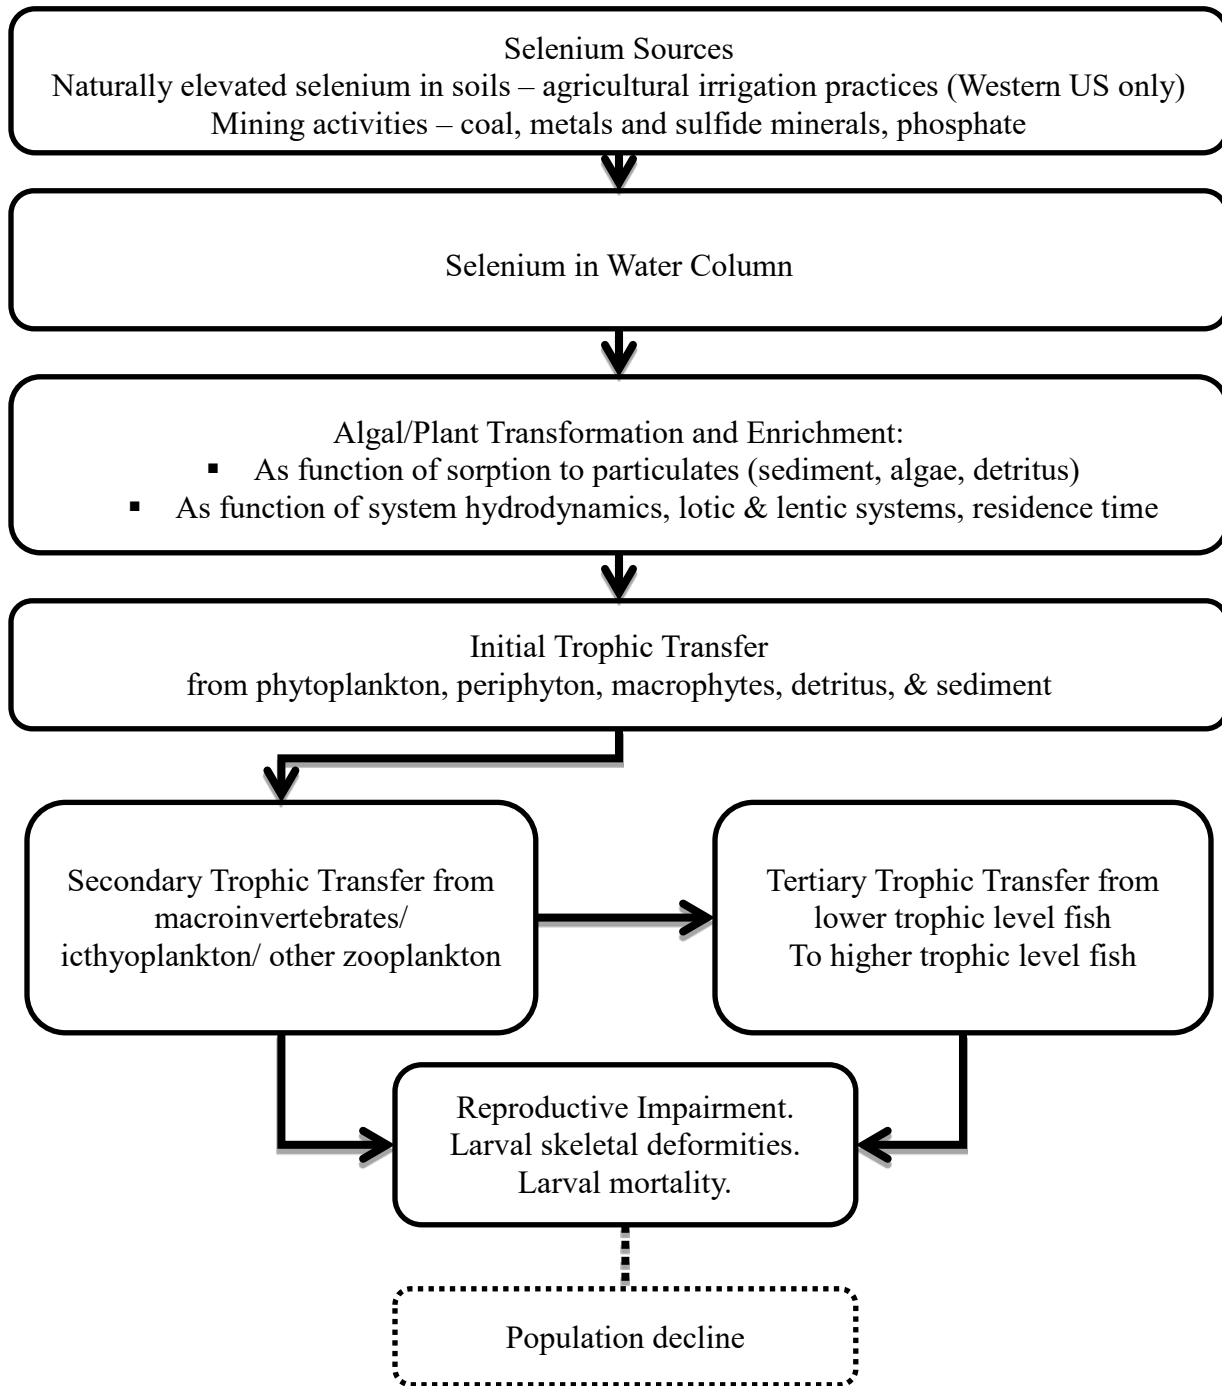 Selenium Sources
Naturally elevated selenium in soils – agricultural irrigation practices (Western US only)
Mining activities – coal, metals and sulfide minerals, phosphate
Selenium in Water Column
Algal/Plant Transformation and Enrichment:
▪ As function of sorption to particulates (sediment, algae, detritus)
▪ As function of system hydrodynamics, lotic & lentic systems, residence time
Initial Trophic Transfer
from phytoplankton, periphyton, macrophytes, detritus, & sediment
Secondary Trophic Transfer from
macroinvertebrates/
icthyoplankton/ other zooplankton
Tertiary Trophic Transfer from
lower trophic level fish
To higher trophic level fish
Reproductive Impairment.
Larval skeletal deformities.
Larval mortality.
Population decline